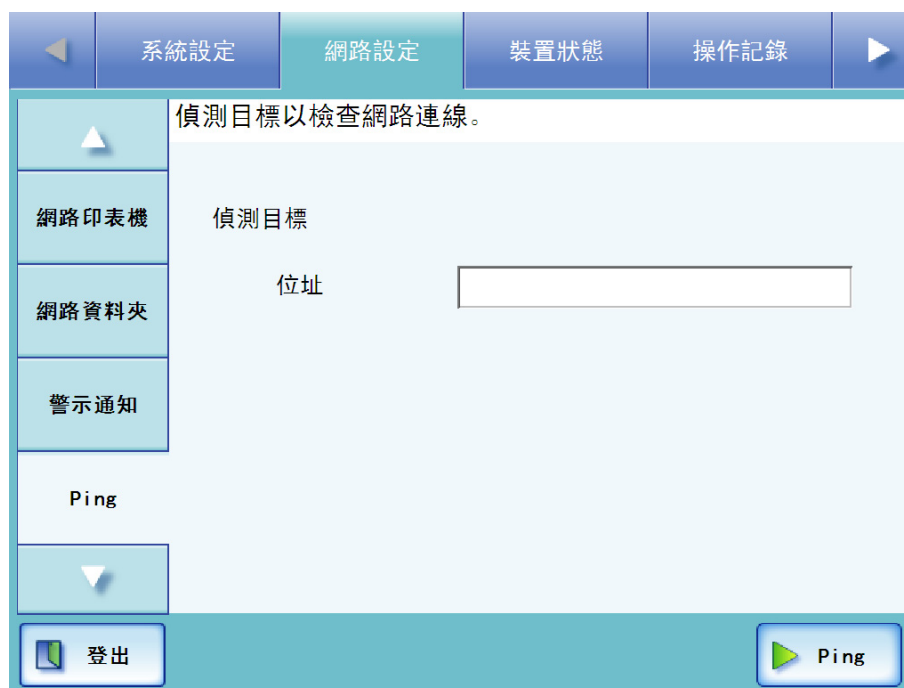 系統設定
網路設定
裝置狀態
操作記錄
偵測目標以檢查網路連線。
網路印表機
網路資料夾
警示通知
Ping
偵測目標
位址
登出
Ping